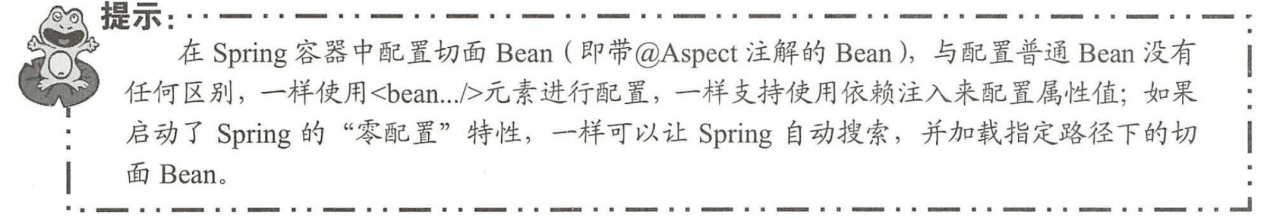 提示:
在 Spring 容器中配置切面 Bean（即带@Aspect 注解的 Bean），与配置普通 Bean 没有
任何区别，一样使用<bean.../>元素进行配置，一样支持使用依赖注入来配置属性值；如果
启动了 Spring 的“零配置”特性，一样可以让 Spring 自动搜索，并加载指定路径下的切
面 Bean。